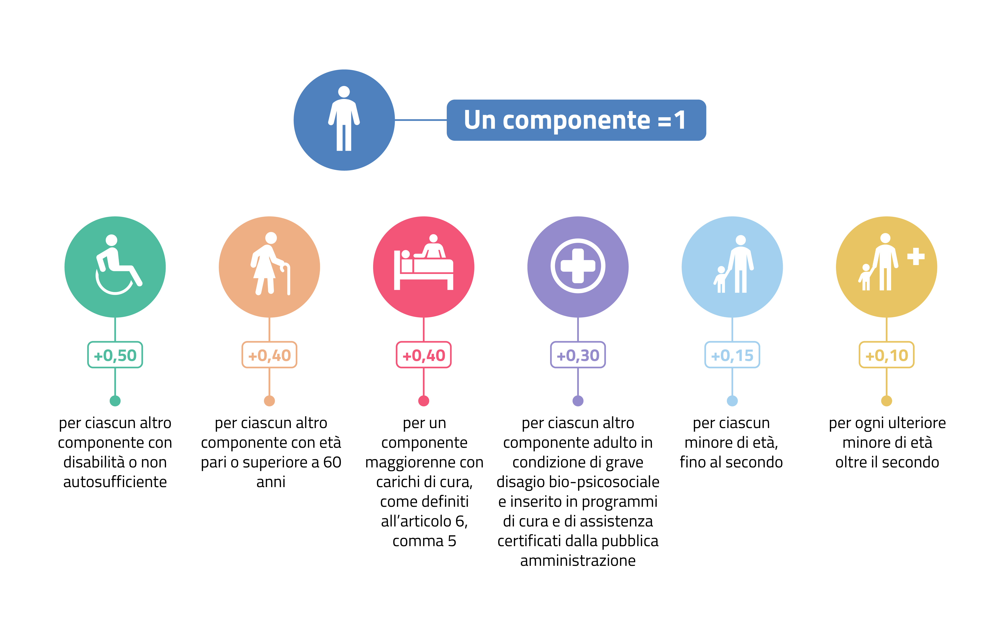 Un componente =1
+0,50
per ciascun altro
componente con
disabilità o non
autosufficiente
+0,40
per ciascun altro
componente con età
pari o superiore a 60
anni
+0,40
per un
componente
maggiorenne con
carichi di cura,
come definiti
all’articolo 6,
comma 5
+0,30
per ciascun altro
componente adulto in
condizione di grave
disagio bio-psicosociale
e inserito in programmi
di cura e di assistenza
certificati dalla pubblica
amministrazione
+0,15
per ciascun
minore di età,
fino al secondo
+0,10
per ogni ulteriore
minore di età
oltre il secondo